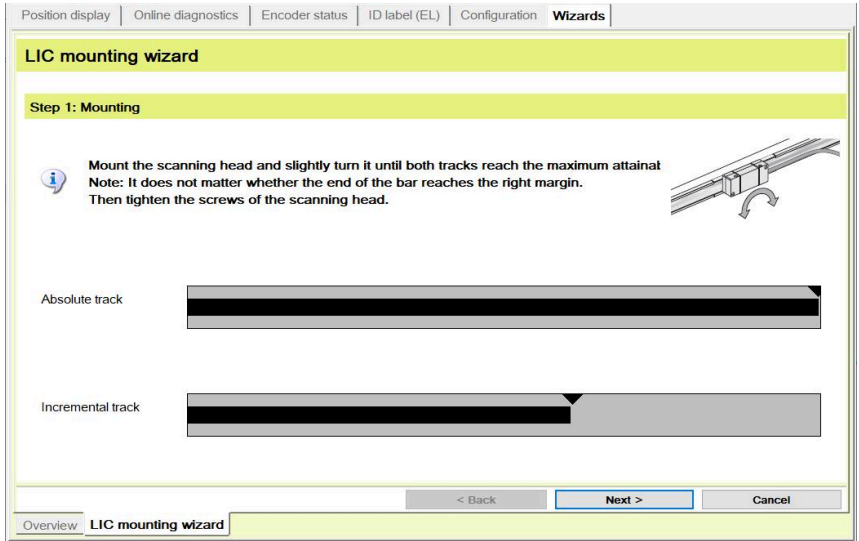 Position display Online diagnostics Encoder status ID label (EL) Configuration Wizards
LIC mounting wizard
Step 1: Mounting
Mount the scanning head and slightly turn it until both tracks reach the maximum attainat
Note: It does not matter whether the end of the bar reaches the right margin.
Then tighten the screws of the scanning head.
Absolute track
Incremental track
< Back Next > Cancel
Overview LIC mounting wizard